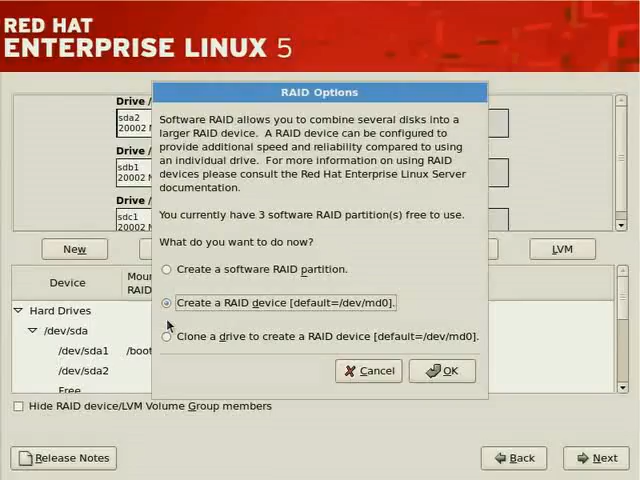 RED HAT
ENTERPRISE LINUX 5
RAID Options
Drive /
sda2
20002
Drive /
sdb1
20002
Drive /
sdc1
20002
Software RAID allows you to combine several disks into a
larger RAID device. A RAID device can be configured to
provide additional speed and reliability compared to using
an individual drive. For more information on using RAID
devices please consult the Red Hat Enterprise Linux Server
documentation.
You currently have 3 software RAID partition(s) free to use.
What do you want to do now?
Create a software RAID partition.
Create a RAID device [default=/dev/md0].
Clone a drive to create a RAID device [default=/dev/md0].
Cancel
OK
New
LVM
Device
Hard Drives
/dev/sda
/dev/sda1
/boot
/dev/sda2
Free
Hide RAID device/LVM Volume Group members
Release Notes
Back
Next